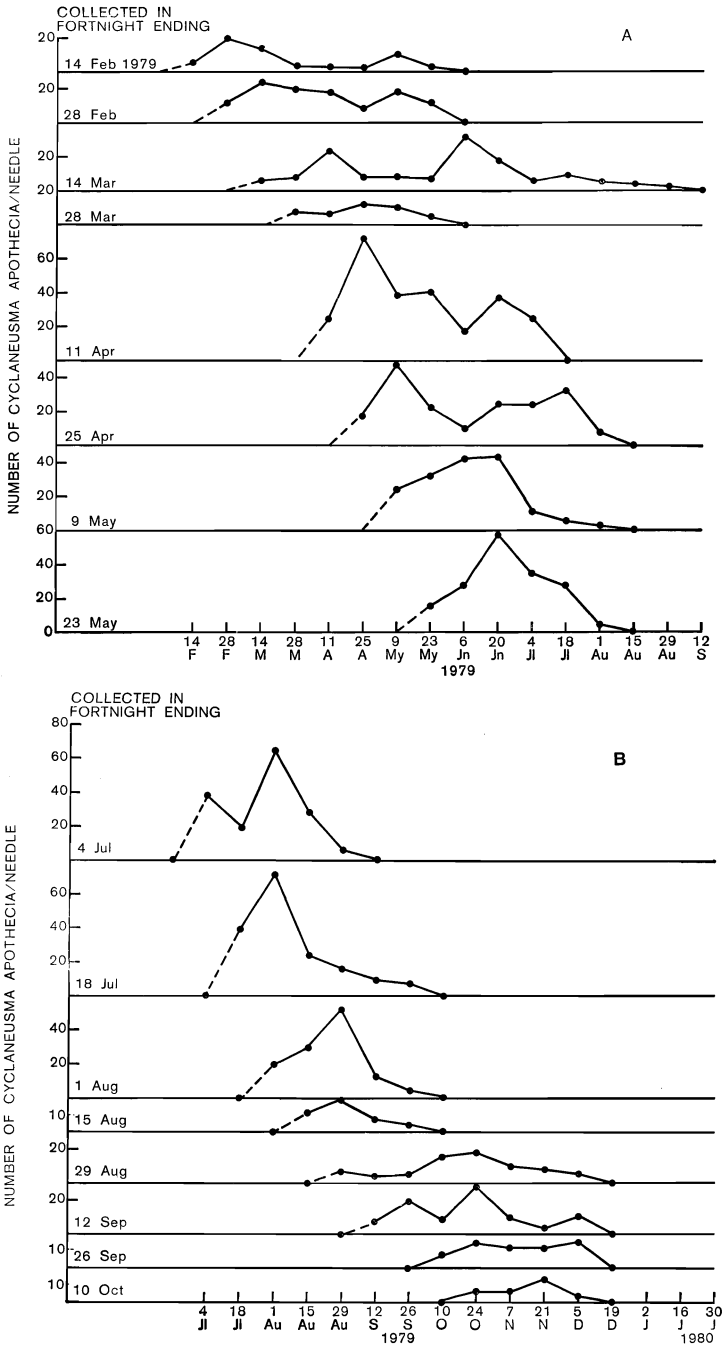 COLLECTED IN
FORTNIGHT ENDING
A
NUMBER OF CYCLANEUSMA APOTHECIA/NEEDLE
20
14 Feb 1979
20
28 Feb
20
14 Mar
20
28 Mar
60
40
20
11 Apr
40
20
25 Apr
40
20
9 May
60
40
20
23 May
0
14 28 14 28 11 25 9 23 6 20 4 18 1 15 29 12
F F M M A A My My Jn Jn Jl Jl Au Au Au S
1979
COLLECTED IN
FORTNIGHT ENDING
B
NUMBER OF CYCLANEUSMA APOTHECIA/NEEDLE
80
60
40
20
4 Jul
60
40
20
18 Jul
40
20
1 Aug
10
15 Aug
20
29 Aug
20
12 Sep
10
26 Sep
10
10 Oct
4 18 1 15 29 12 26 10 24 7 21 5 19 2 16 30
Jl Jl Au Au Au S S O O N N D D J J J
1979 1980